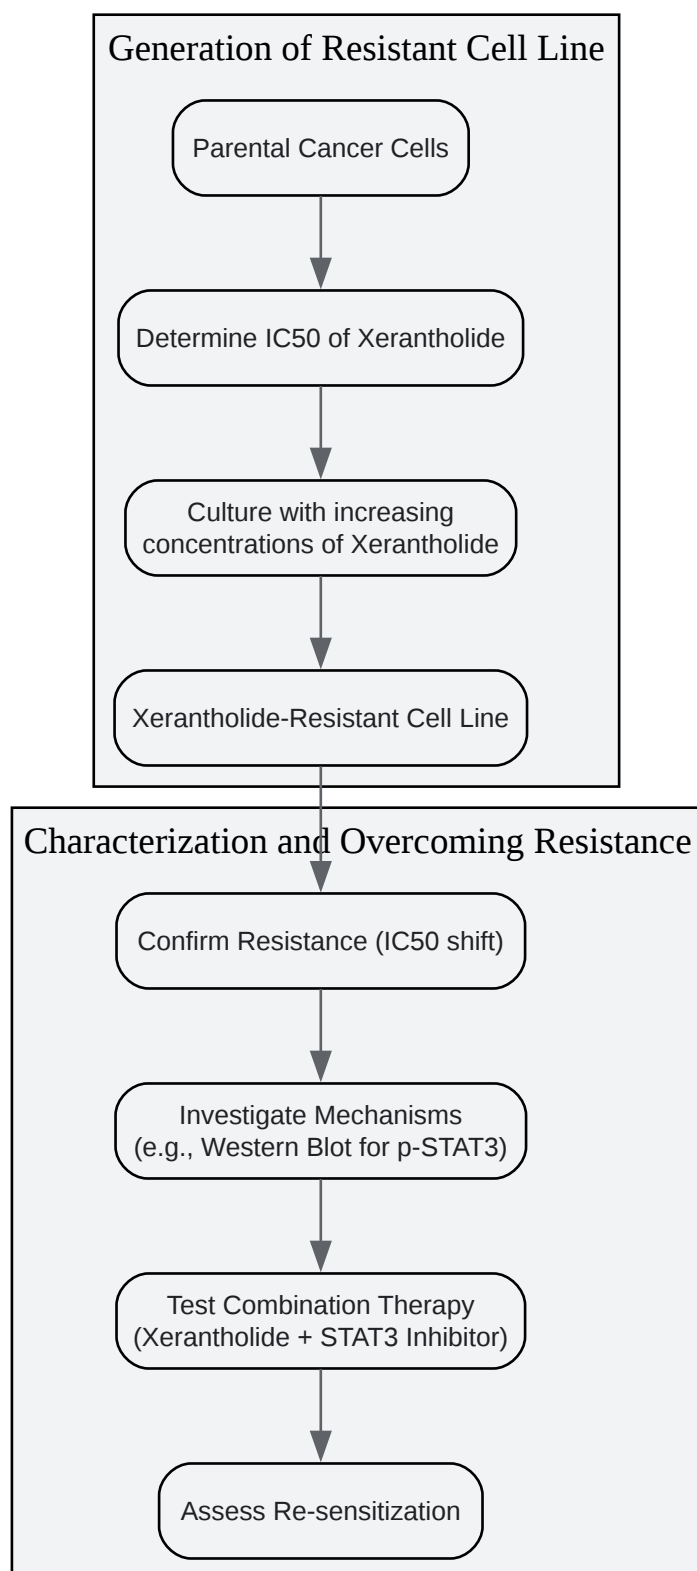 Generation of Resistant Cell Line
Parental Cancer Cells
Determine IC50 of Xerantholide
Culture with increasing
concentrations of Xerantholide
Xerantholide-Resistant Cell Line
Characterization and Overcoming Resistance
Confirm Resistance (IC50 shift)
Investigate Mechanisms
(e.g., Western Blot for p-STAT3)
Test Combination Therapy
(Xerantholide + STAT3 Inhibitor)
Assess Re-sensitization